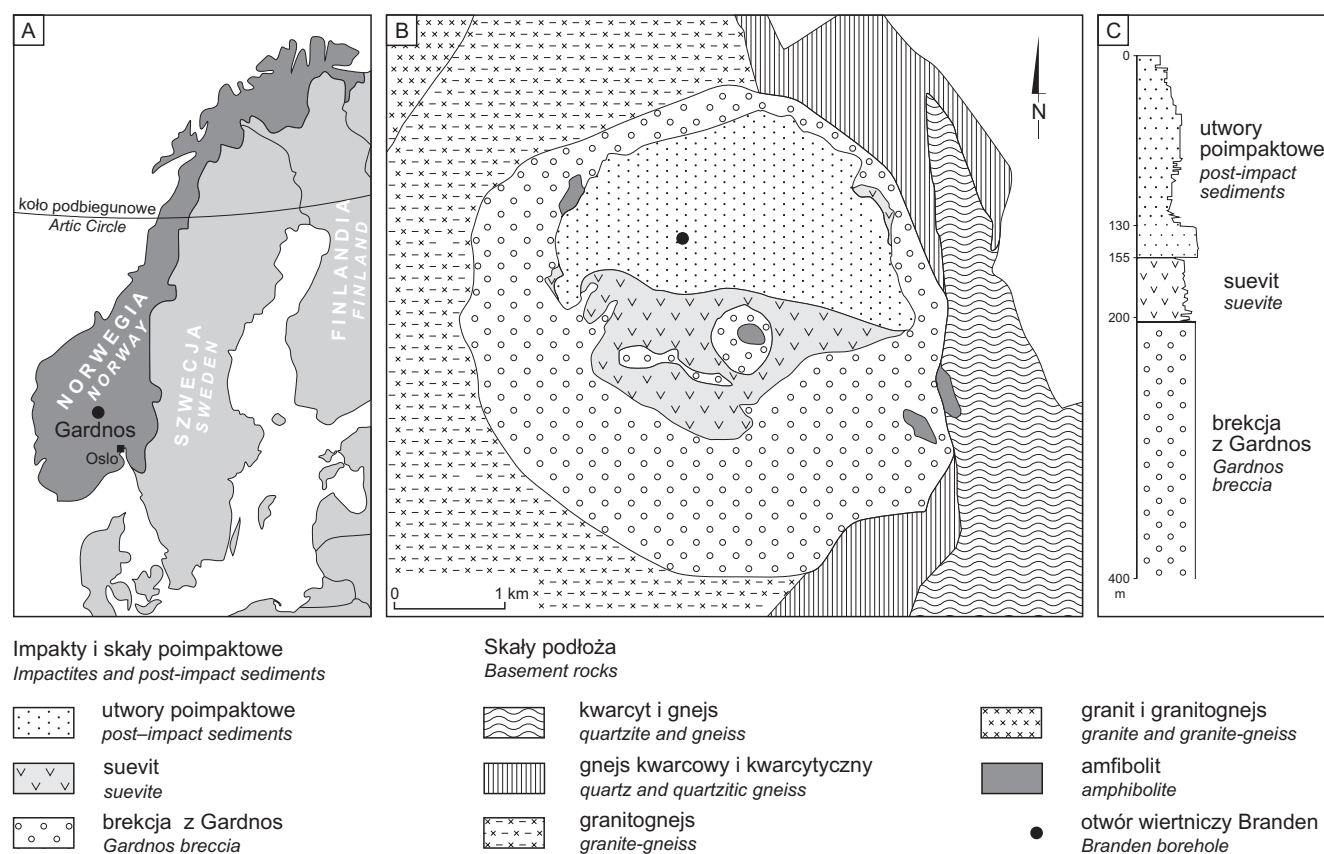 A
koło podbiegunowe
Artic Circle
NORWEGIA
NORWAY
SZWECJA
SWEDEN
FINLANDIA
FINLAND
Gardnos
Oslo
B
N
0
1 km
C
0
130
155
200
400
m
utwory
poimpaktowe
post-impact
sediments
suevit
suevite
brekcja
z Gardnos
Gardnos
breccia
Impakty i skały poimpaktowe
Impactites and post-impact sediments
utwory poimpaktowe
post–impact sediments
suevit
suevite
brekcja z Gardnos
Gardnos breccia
Skały podłoża
Basement rocks
kwarcyt i gnejs
quartzite and gneiss
gnejs kwarcowy i kwarcytyczny
quartz and quartzitic gneiss
granitognejs
granite-gneiss
granit i granitognejs
granite and granite-gneiss
amfibolit
amphibolite
otwór wiertniczy Branden
Branden borehole